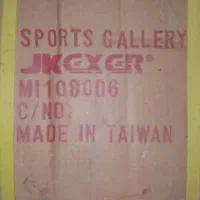 SPORTS GALLERY
JKEXER®
MI108006
C/NO:
MADE IN TAIWAN